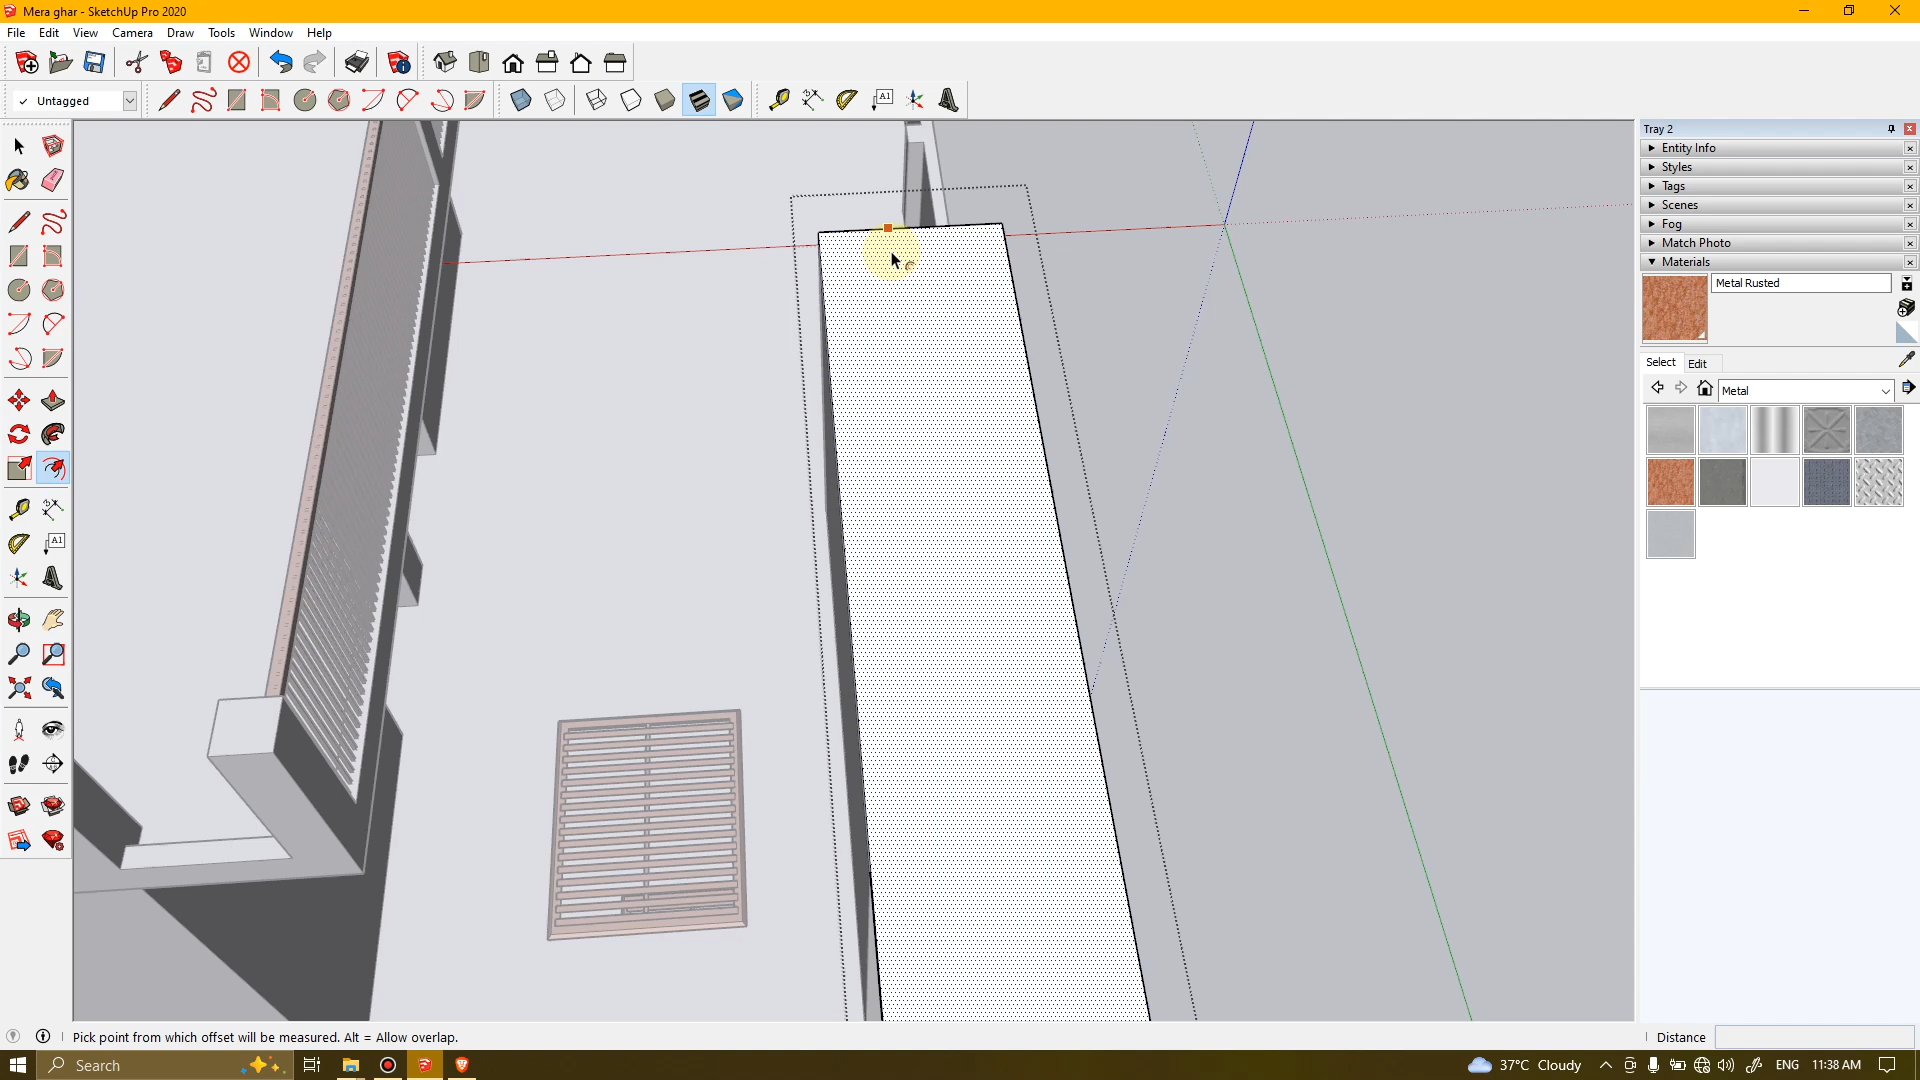 Mera ghar - SketchUp Pro 2020
File Edit View Camera Draw Tools Window Help
✓ Untagged
A1
Tray 2
Entity Info
Styles
Tags
Scenes
Fog
Match Photo
Materials
Metal Rusted
Select Edit
Metal
A1
Pick point from which offset will be measured. Alt = Allow overlap.
Distance
Search
37°C Cloudy
ENG
11:38 AM